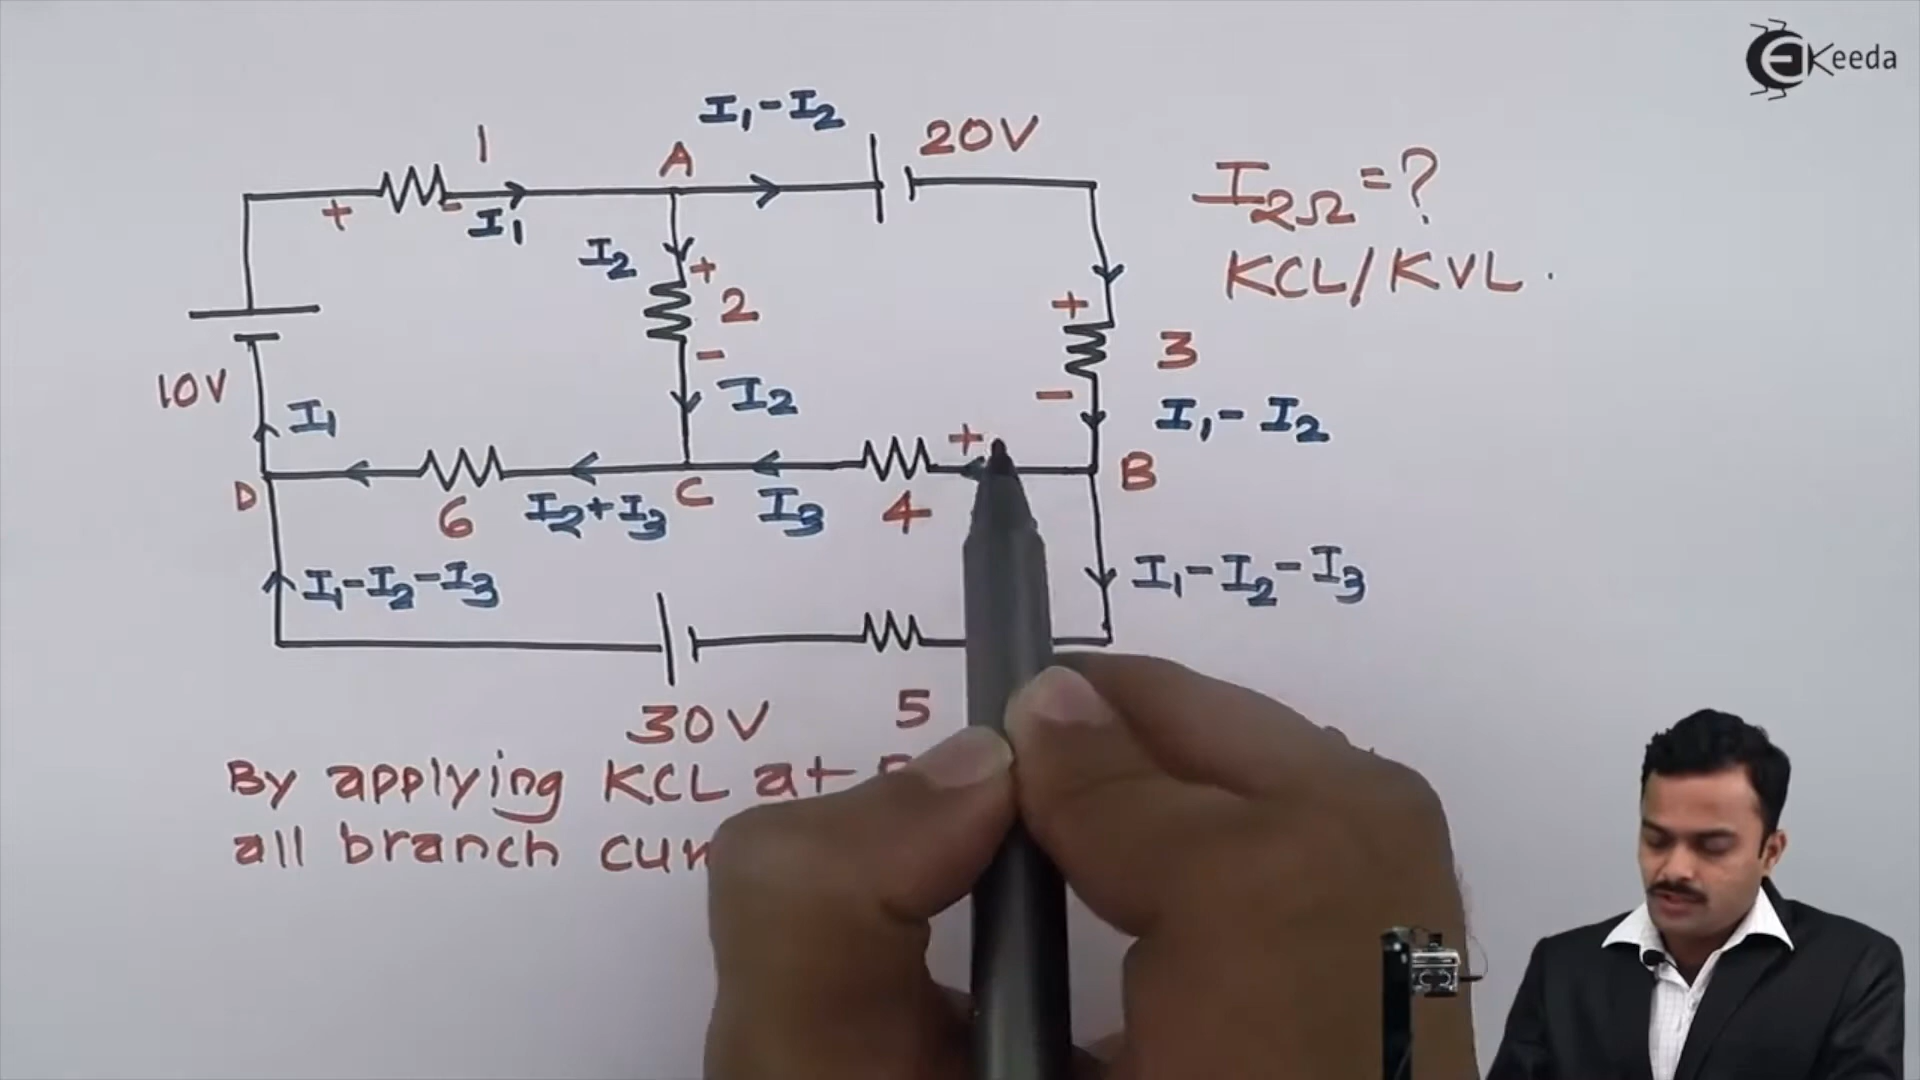 Keeda
I₁-I₂
20V
1
A
+
-
I₁
I₂
+
2
-
I₂
I₂Ω=?
KCL/KVL.
+
3
-
I₁-I₂
10V
I₁
+
D
6
I₂+I₃
C
I₃
4
B
I₁-I₂-I₃
I₁-I₂-I₃
30V
5
By applying KCL at
all branch